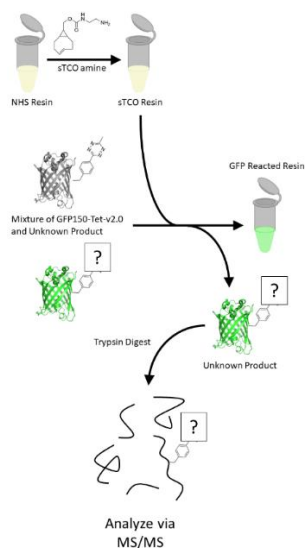 sTCO amine
NHS Resin
sTCO Resin
GFP Reacted Resin
Mixture of GFP150-Tet-v2.0
and Unknown Product
?
?
Unknown Product
Trypsin Digest
?
Analyze via
MS/MS